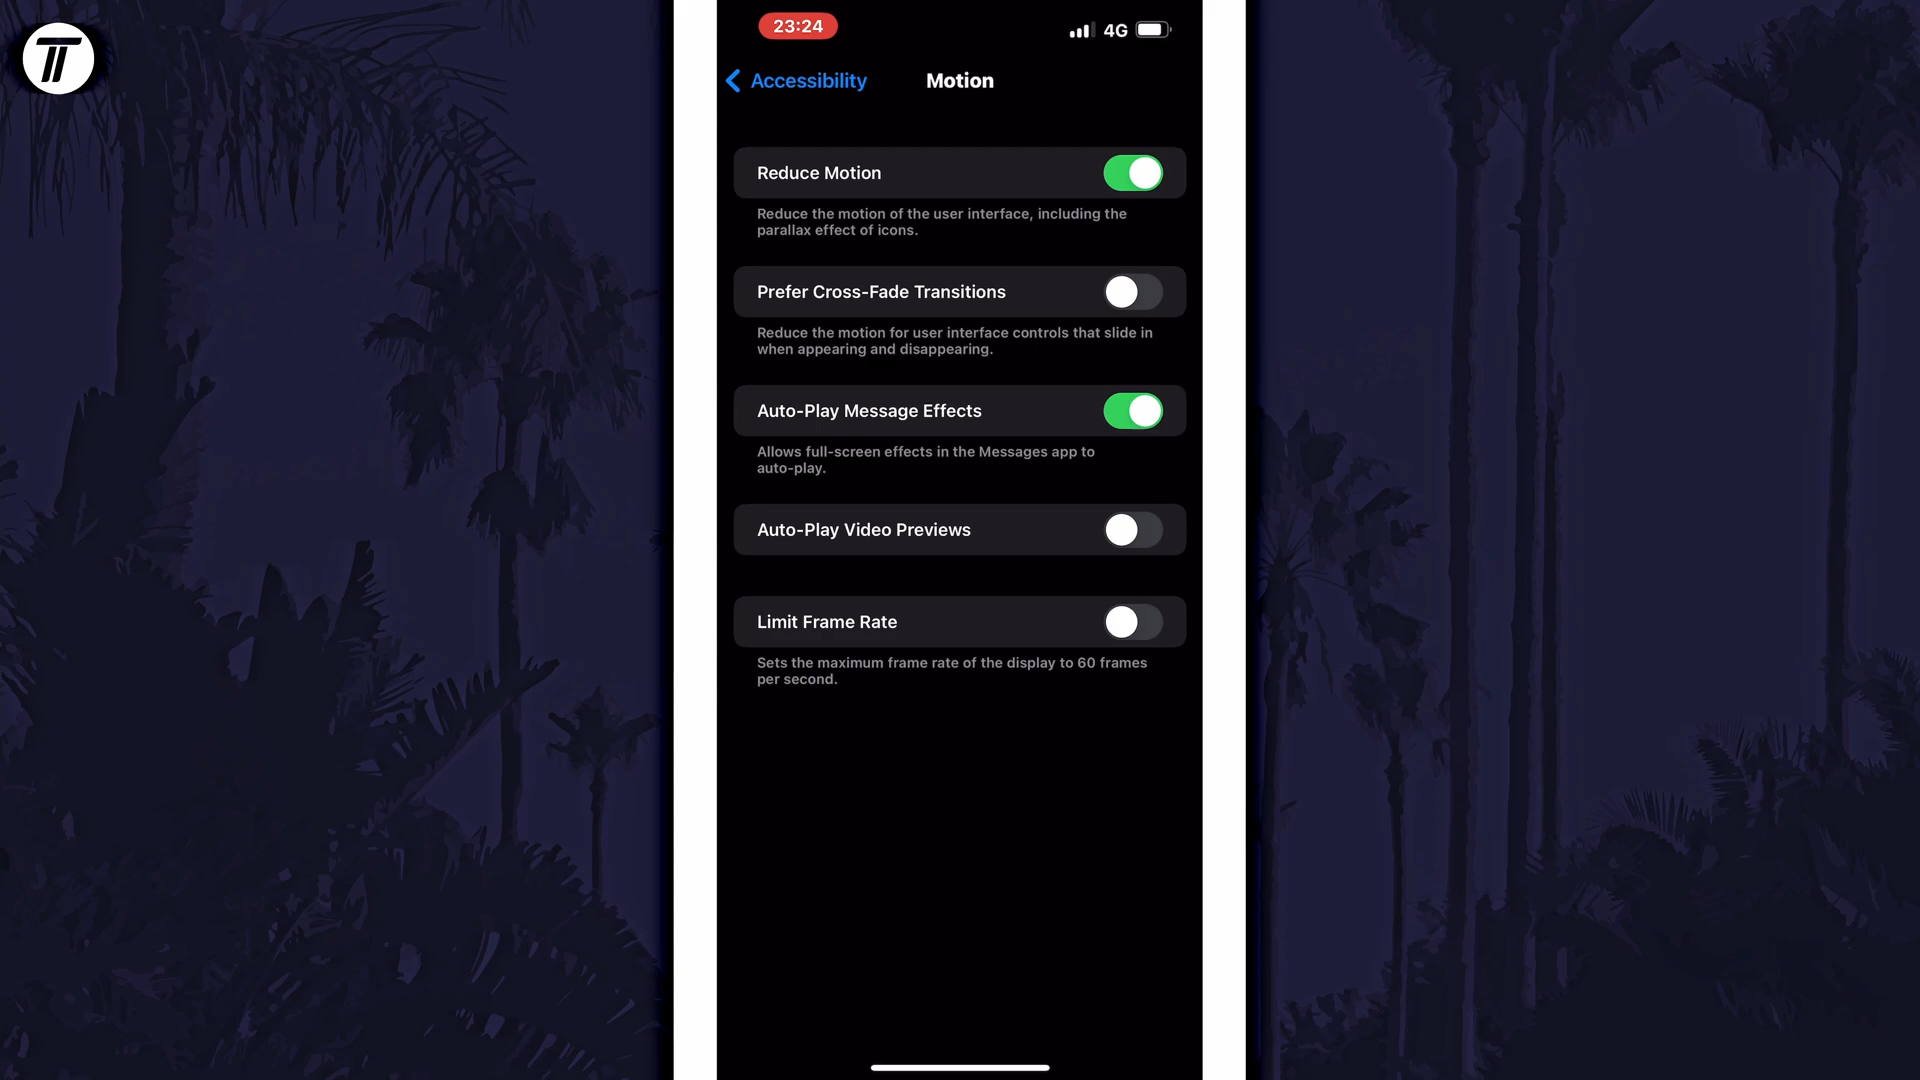 23:24
4G
Accessibility
Motion
Reduce Motion
Reduce the motion of the user interface, including the
parallax effect of icons.
Prefer Cross-Fade Transitions
Reduce the motion for user interface controls that slide in
when appearing and disappearing.
Auto-Play Message Effects
Allows full-screen effects in the Messages app to
auto-play.
Auto-Play Video Previews
Limit Frame Rate
Sets the maximum frame rate of the display to 60 frames
per second.